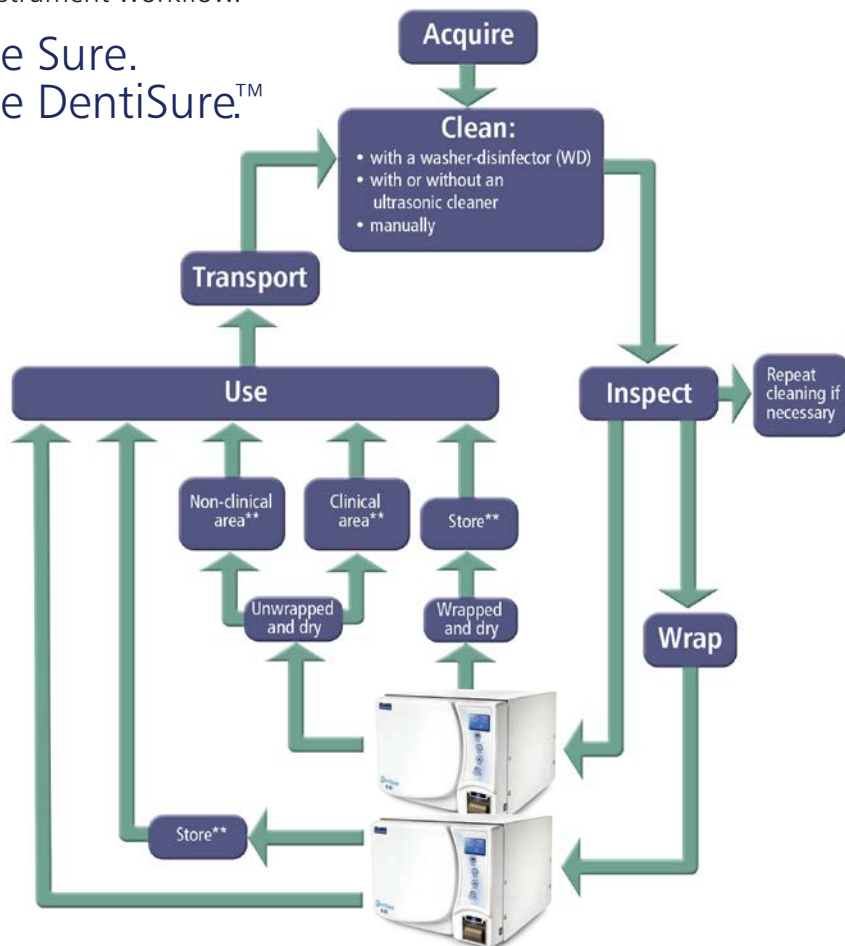 workflow.
Sure.
DentiSure.™
Acquire
Clean:
• with a washer-disinfector (WD)
• with or without an
ultrasonic cleaner
• manually
Transport
Use
Inspect
Repeat
cleaning if
necessary
Non-clinical
area**
Clinical
area**
Store**
Unwrapped
and dry
Wrapped
and dry
Wrap
Store**